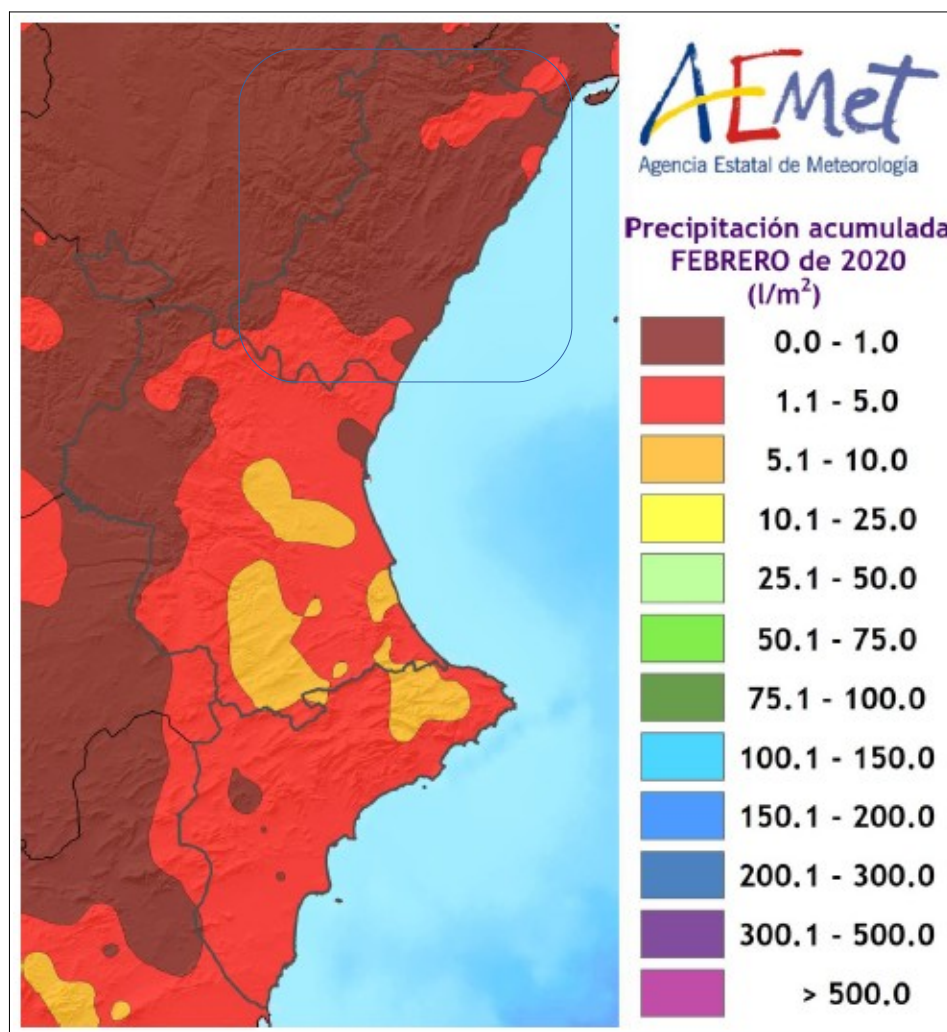 AEMet
Agencia Estatal de Meteorología
Precipitación acumulada
FEBRERO de 2020
(l/m²)
0.0 - 1.0
1.1 - 5.0
5.1 - 10.0
10.1 - 25.0
25.1 - 50.0
50.1 - 75.0
75.1 - 100.0
100.1 - 150.0
150.1 - 200.0
200.1 - 300.0
300.1 - 500.0
> 500.0